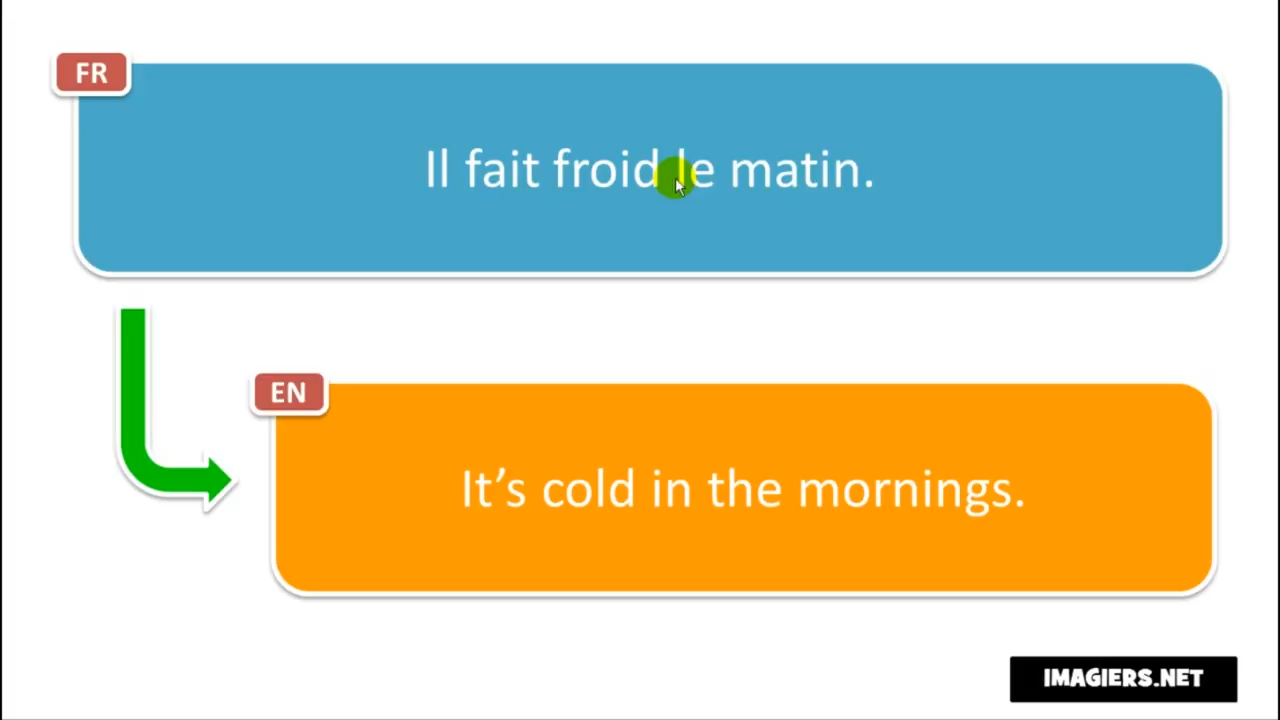 FR
Il fait froid le matin.
EN
It’s cold in the mornings.
IMAGIERS.NET